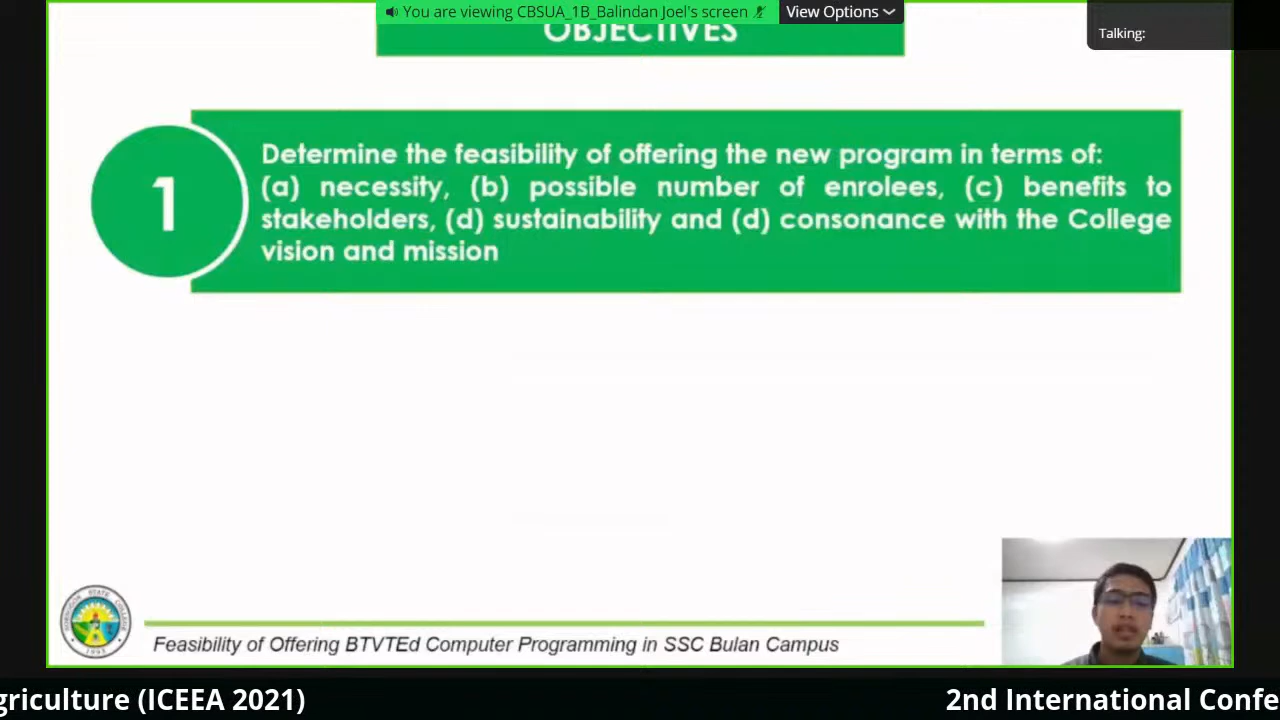 You are viewing CBSUA_1B_Balindan Joel's screen
View Options
Talking:
OBJECTIVES
1
Determine the feasibility of offering the new program in terms of:
(a) necessity, (b) possible number of enrolees, (c) benefits to
stakeholders, (d) sustainability and (d) consonance with the College
vision and mission
Feasibility of Offering BTVTEd Computer Programming in SSC Bulan Campus
griculture (ICEEA 2021)
2nd International Confe